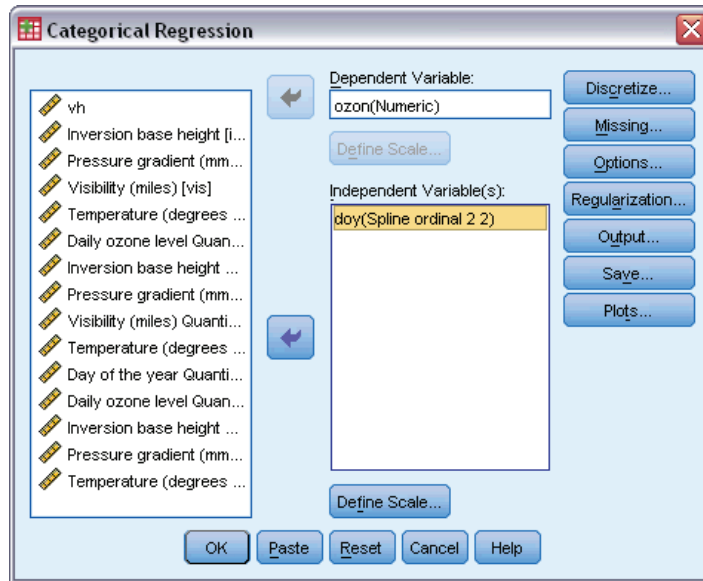 Categorical Regression
vh
Inversion base height [i...
Pressure gradient (mm...
Visibility (miles) [vis]
Temperature (degrees ...
Daily ozone level Quan...
Inversion base height ...
Pressure gradient (mm...
Visibility (miles) Quanti...
Temperature (degrees ...
Day of the year Quanti...
Daily ozone level Quan...
Inversion base height ...
Pressure gradient (mm...
Temperature (degrees ...
Dependent Variable:
ozon(Numeric)
Define Scale...
Independent Variable(s):
doy(Spline ordinal 2 2)
Define Scale...
Discretize...
Missing...
Options...
Regularization...
Output...
Save...
Plots...
OK
Paste
Reset
Cancel
Help